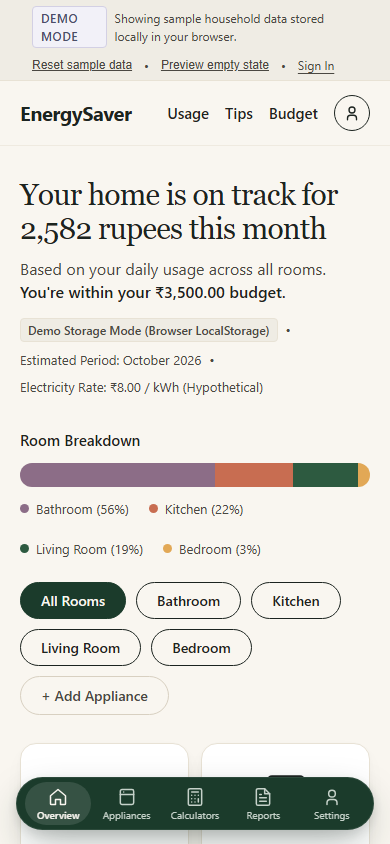 DEMO MODE
Showing sample household data stored locally in your browser.
Reset sample data • Preview empty state • Sign In
EnergySaver Usage Tips Budget
Your home is on track for
2,582 rupees this month
Based on your daily usage across all rooms.
You're within your ₹3,500.00 budget.
Demo Storage Mode (Browser LocalStorage) •
Estimated Period: October 2026 •
Electricity Rate: ₹8.00 / kWh (Hypothetical)
Room Breakdown
Bathroom (56%) Kitchen (22%)
Living Room (19%) Bedroom (3%)
All Rooms Bathroom Kitchen
Living Room Bedroom
+ Add Appliance
Overview Appliances Calculators Reports Settings